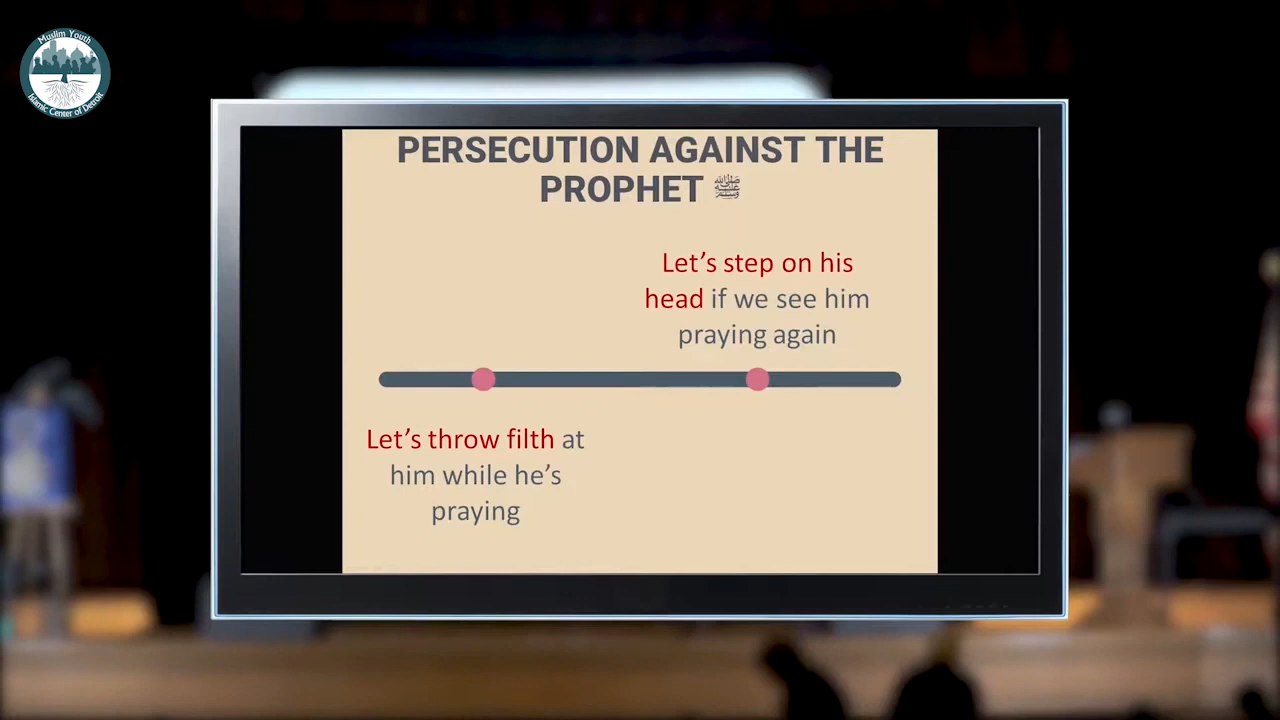 Muslim Youth
Islamic Center of Detroit
PERSECUTION AGAINST THE
PROPHET ﷺ
Let’s step on his
head if we see him
praying again
Let’s throw filth at
him while he’s
praying